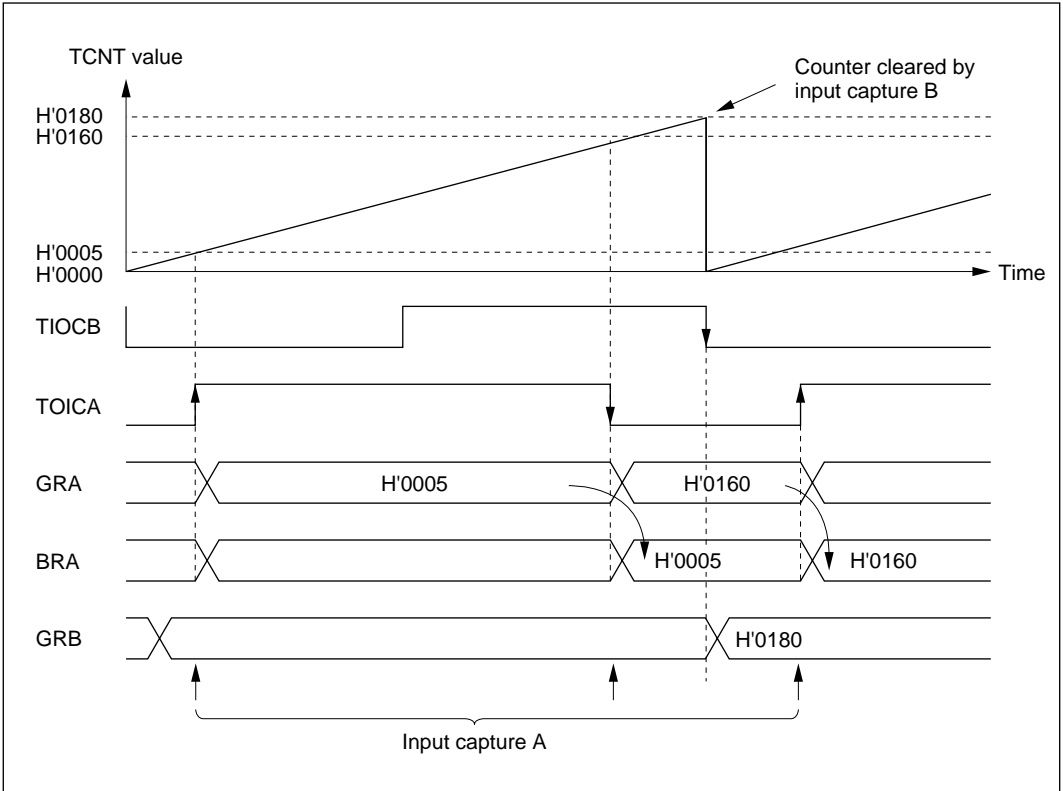 TCNT value
Counter cleared by
input capture B
H'0180
H'0160
H'0005
H'0000
Time
TIOCB
TOICA
GRA
H'0005
H'0160
BRA
H'0005
H'0160
GRB
H'0180
Input capture A